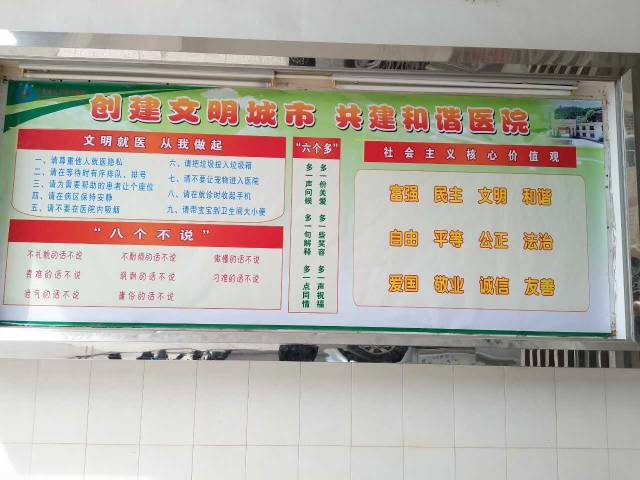 创建文明城市 共建和谐医院
文明就医 从我做起
一、请尊重他人就医隐私
二、请在等待时有序排队、排号
三、请为需要帮助的患者让个座位
四、请在病区保持安静
五、请不要在医院内吸烟
六、请把垃圾投入垃圾箱
七、请不要让宠物进入医院
八、请在就诊时收起手机
九、请带宝宝到卫生间大小便
“八个不说”
不礼貌的话不说 不耐烦的话不说 傲慢的话不说
责难的话不说 讽刺的话不说 刁难的话不说
泄气的话不说 庸俗的话不说
“六个多”
多一声问候 多一句解释 多一点同情
多一份关爱 多一些笑容 多一声祝福
社会主义核心价值观
富强 民主 文明 和谐
自由 平等 公正 法治
爱国 敬业 诚信 友善